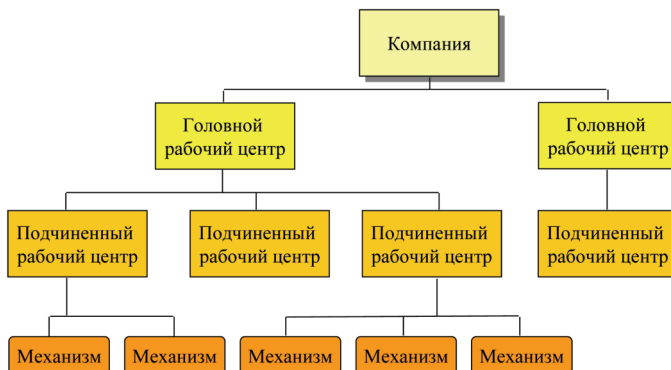 Компания
Головной
рабочий центр
Головной
рабочий центр
Подчиненный
рабочий центр
Подчиненный
рабочий центр
Подчиненный
рабочий центр
Подчиненный
рабочий центр
Механизм
Механизм
Механизм
Механизм
Механизм